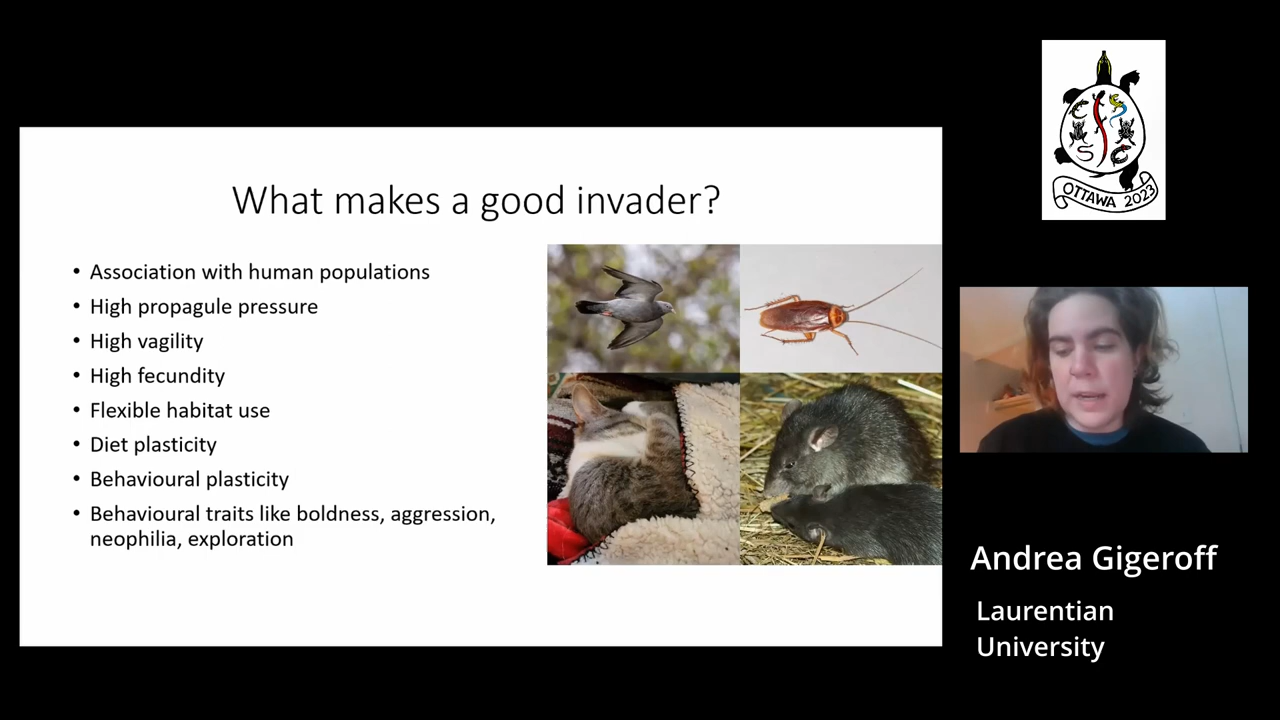 What makes a good invader?
• Association with human populations
• High propagule pressure
• High vagility
• High fecundity
• Flexible habitat use
• Diet plasticity
• Behavioural plasticity
• Behavioural traits like boldness, aggression,
neophilia, exploration
OTTAWA 2023
Andrea Gigeroff
Laurentian
University